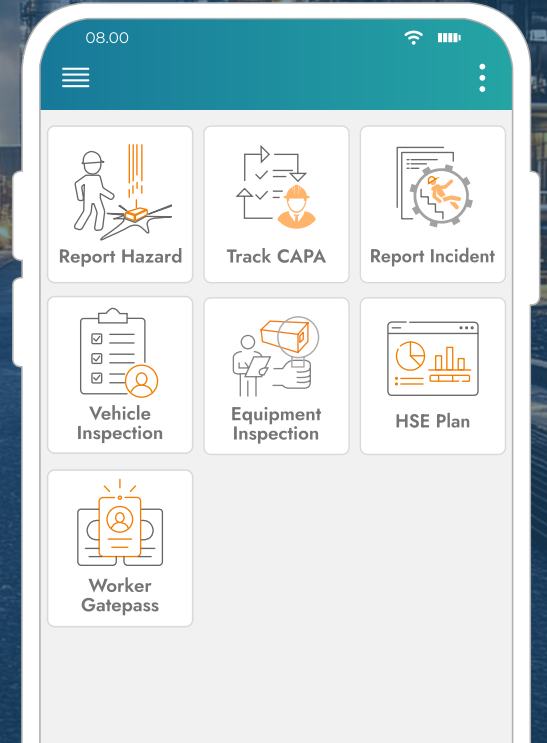 08.00
Report Hazard
Track CAPA
Report Incident
Vehicle
Inspection
Equipment
Inspection
HSE Plan
Worker
Gatepass